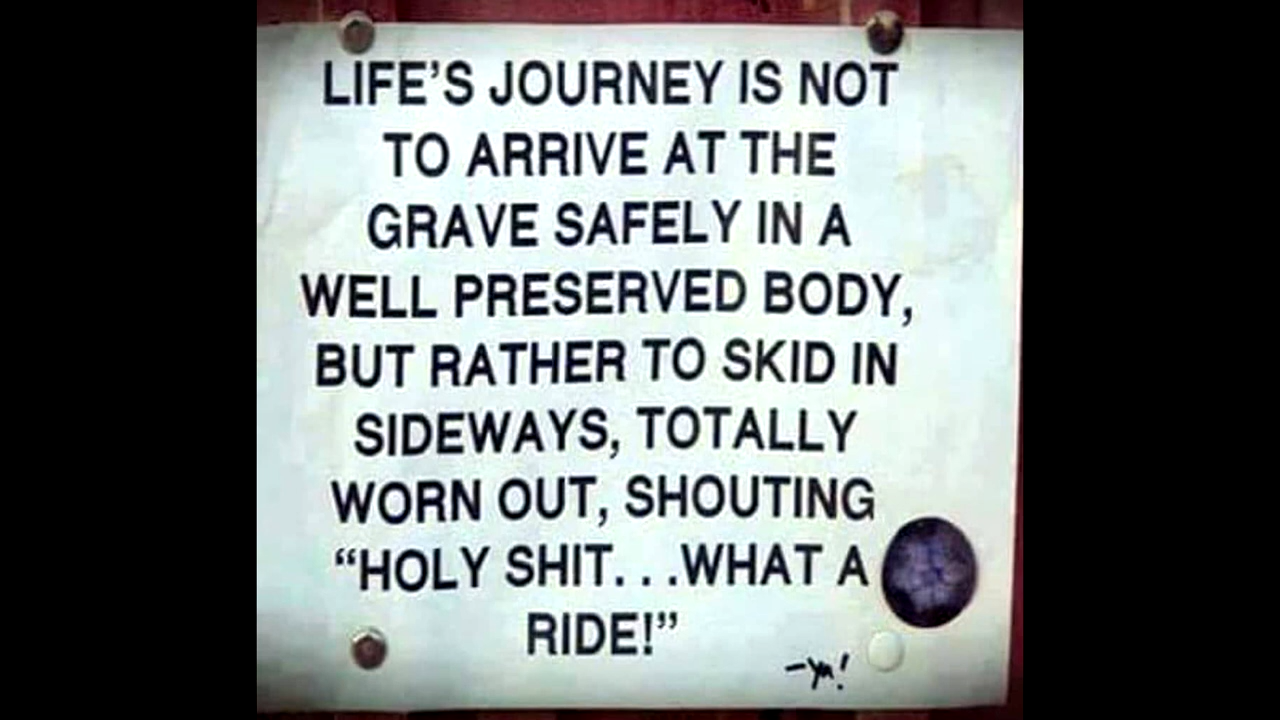 LIFE’S JOURNEY IS NOT
TO ARRIVE AT THE
GRAVE SAFELY IN A
WELL PRESERVED BODY,
BUT RATHER TO SKID IN
SIDEWAYS, TOTALLY
WORN OUT, SHOUTING
“HOLY SHIT. . .WHAT A
RIDE!”